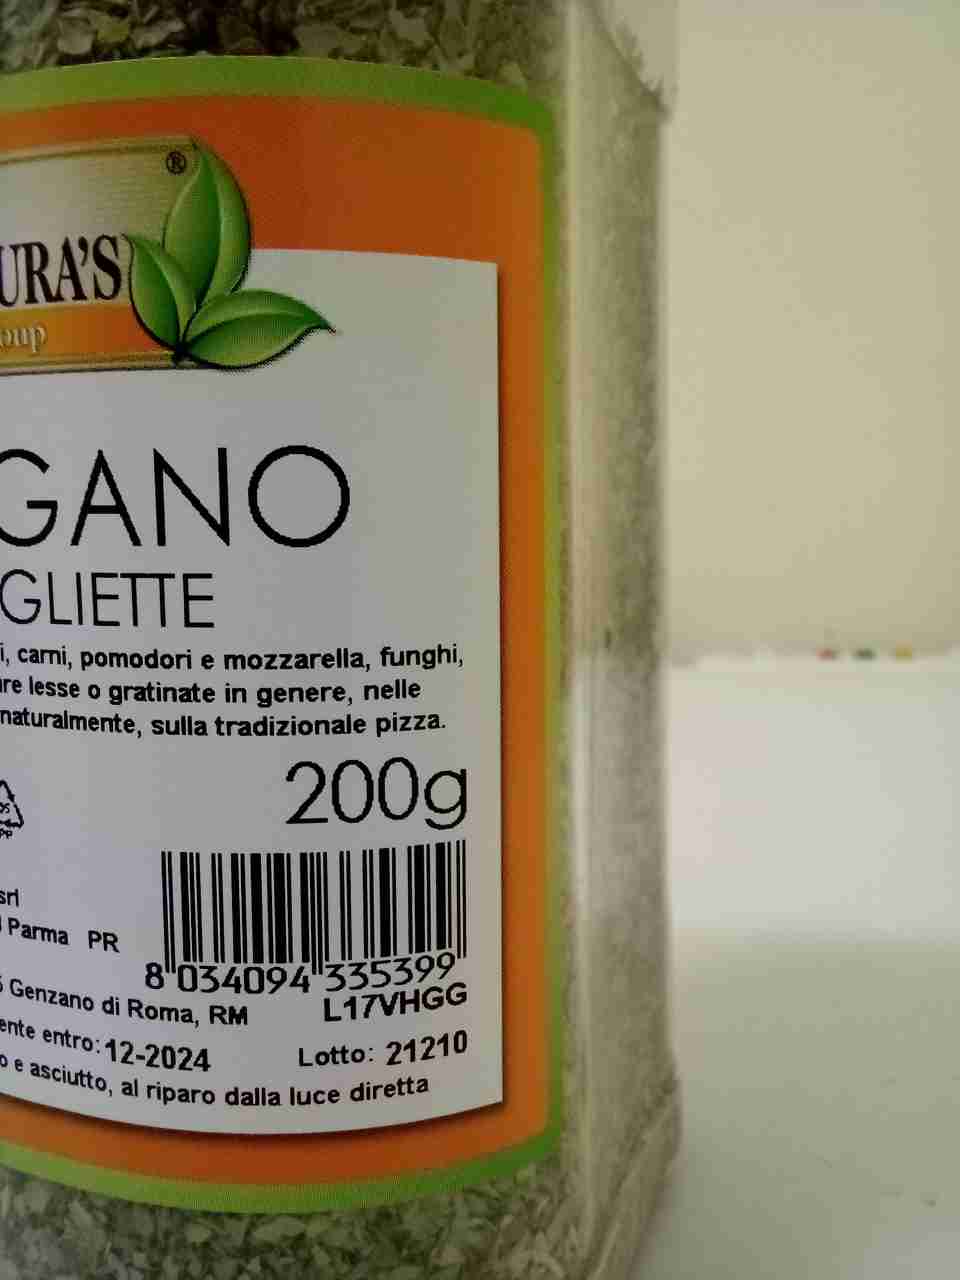 ®
URA'S
oup
GANO
GLIETTE
i, carni, pomodori e mozzarella, funghi,
re lesse o gratinate in genere, nelle
naturalmente, sulla tradizionale pizza.
200g
PP
srl
Parma PR
8 034094 335399
Genzano di Roma, RM
L17VHGG
ente entro: 12-2024
Lotto: 21210
o e asciutto, al riparo dalla luce diretta